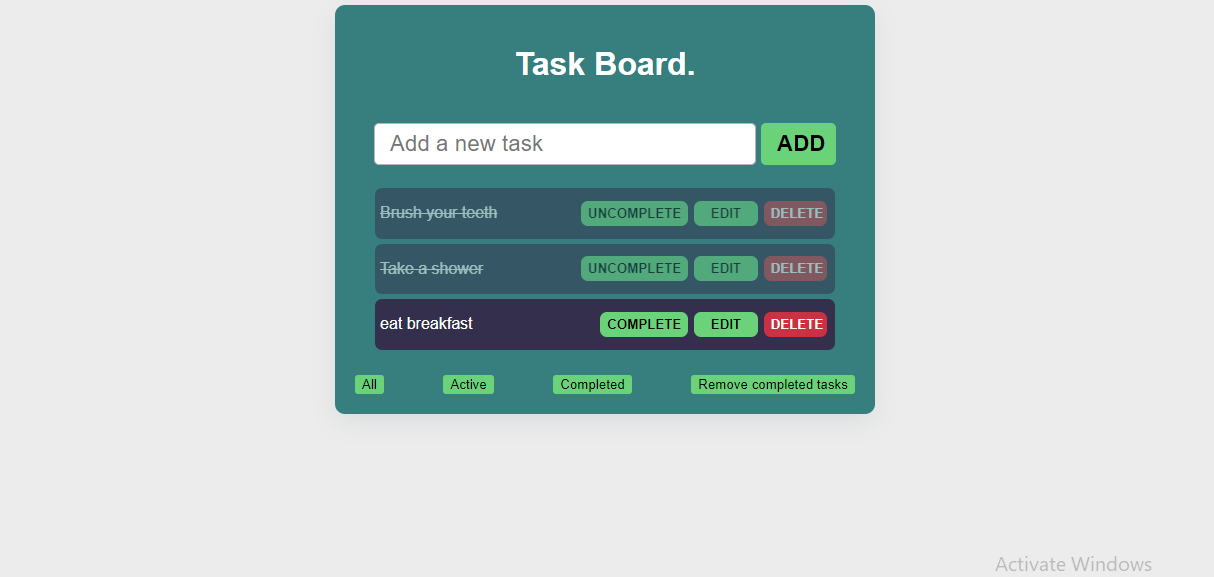 Task Board.
Add a new task ADD
Brush your teeth UNCOMPLETE EDIT DELETE
Take a shower UNCOMPLETE EDIT DELETE
eat breakfast COMPLETE EDIT DELETE
All Active Completed Remove completed tasks
Activate Windows